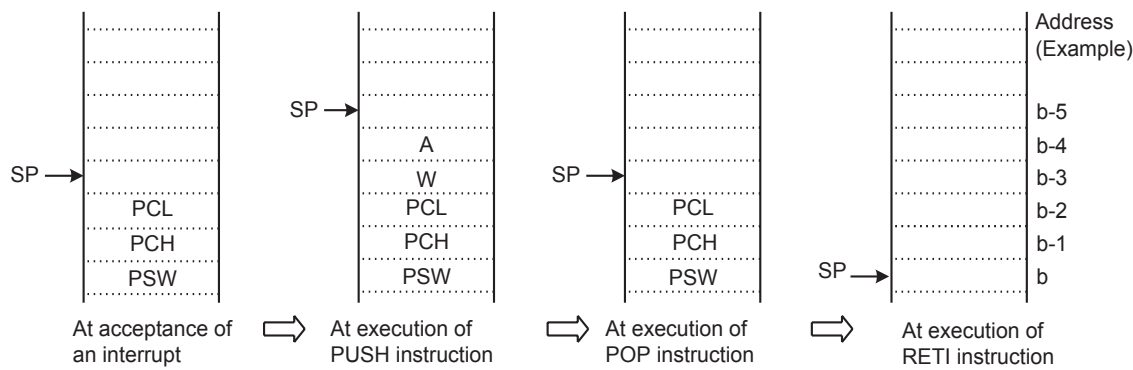 Address
(Example)
SP
b-5
A
b-4
SP
W
SP
b-3
PCL
PCL
PCL
b-2
PCH
PCH
PCH
b-1
PSW
PSW
PSW
SP
b
At acceptance of
an interrupt
At execution of
PUSH instruction
At execution of
POP instruction
At execution of
RETI instruction